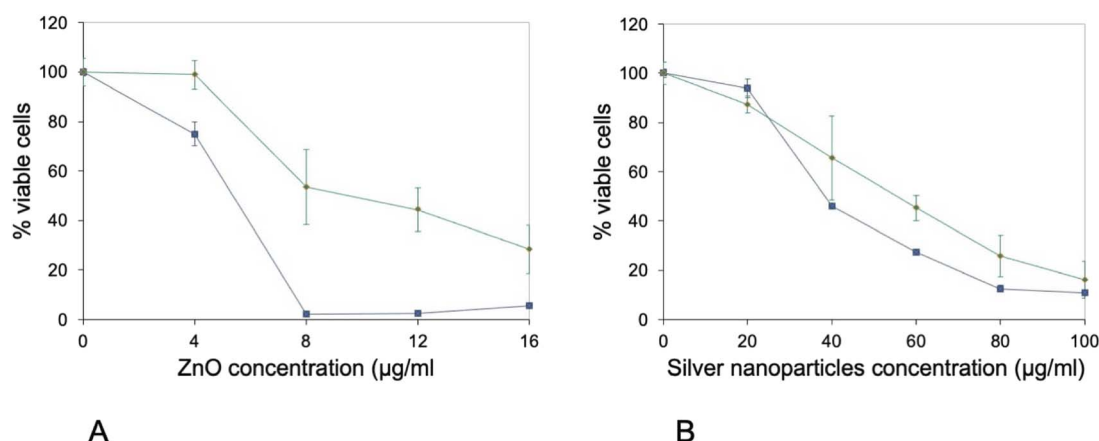 120
100
80
60
40
20
0
% viable cells
0 4 8 12 16
ZnO concentration (µg/ml
A
120
100
80
60
40
20
0
% viable cells
0 20 40 60 80 100
Silver nanoparticles concentration (µg/ml)
B